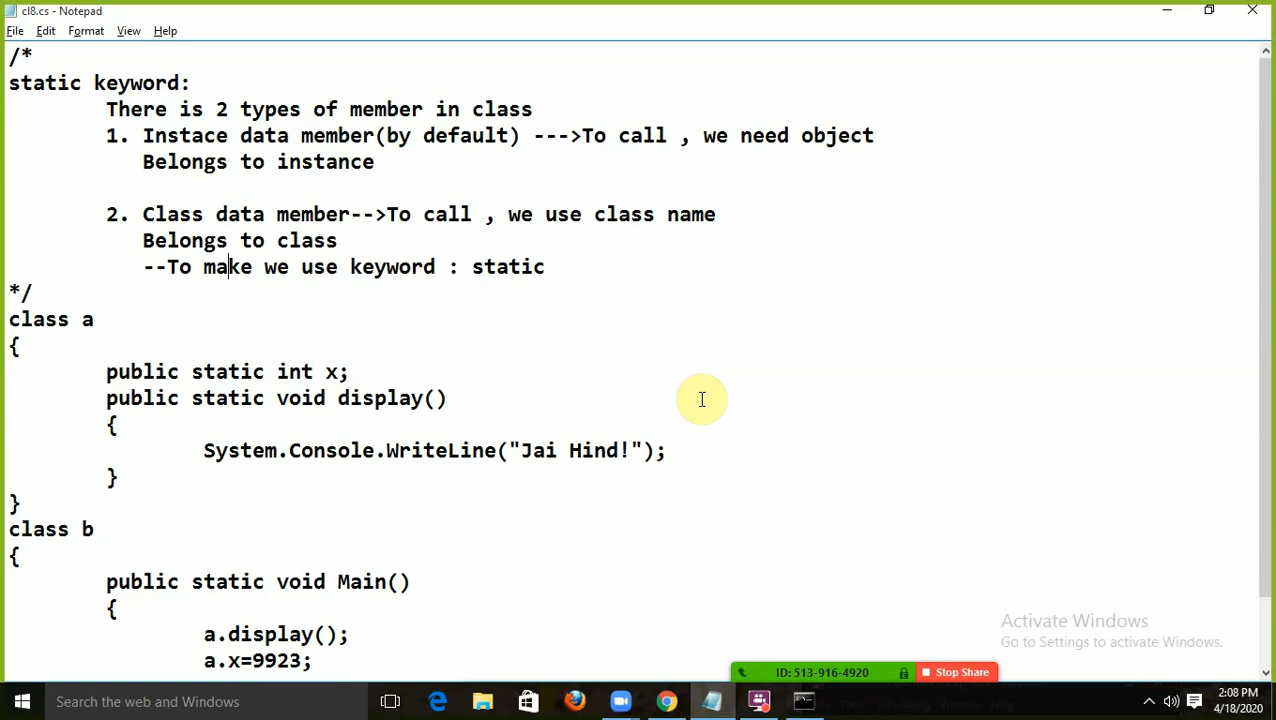 cl8.cs - Notepad
File Edit Format View Help
/*
static keyword:
There is 2 types of member in class
1. Instace data member(by default) --->To call , we need object
Belongs to instance
2. Class data member-->To call , we use class name
Belongs to class
--To make we use keyword : static
*/
class a
{
public static int x;
public static void display()
{
System.Console.WriteLine("Jai Hind!");
}
}
class b
{
public static void Main()
{
a.display();
a.x=9923;
Activate Windows
Go to Settings to activate Windows.
ID: 513-916-4920 Stop Share
Search the web and Windows
2:08 PM
4/18/2020